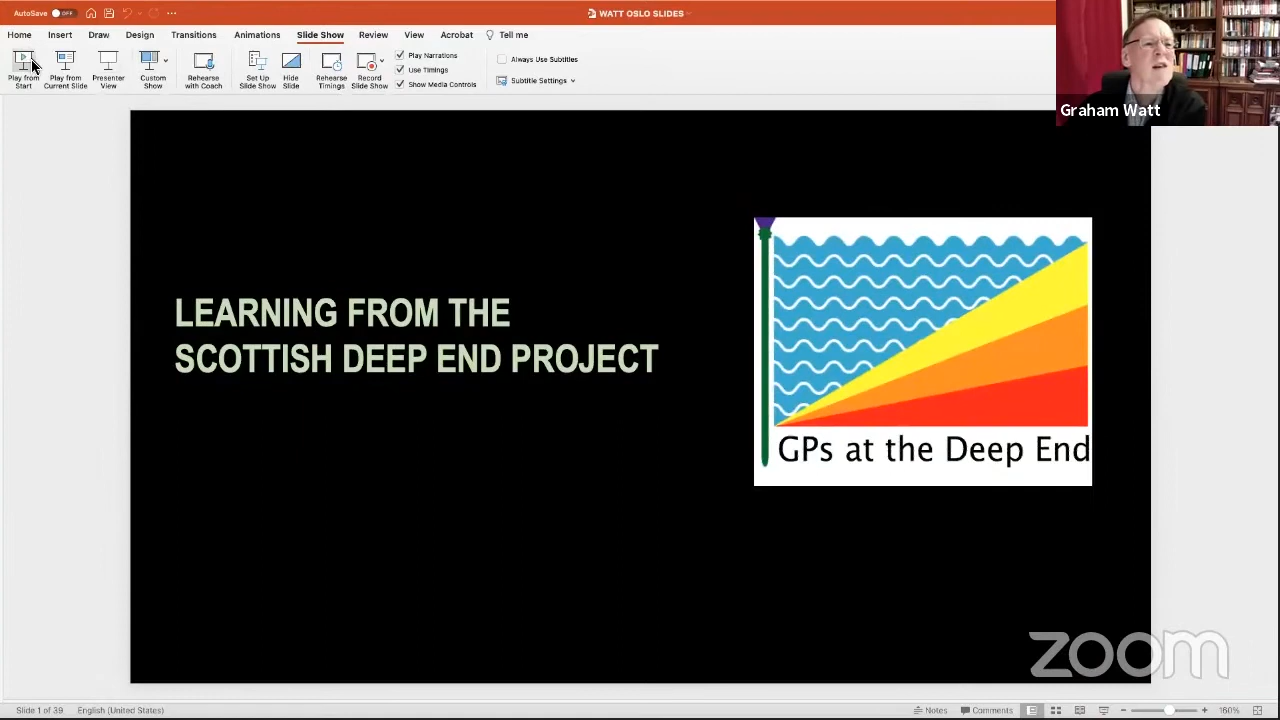 AutoSave OFF
WATT OSLO SLIDES
Home Insert Draw Design Transitions Animations Slide Show Review View Acrobat Tell me
Play from Start
Play from Current Slide
Presenter View
Custom Show
Rehearse with Coach
Set Up Slide Show
Hide Slide
Rehearse Timings
Record Slide Show
Play Narrations
Use Timings
Show Media Controls
Always Use Subtitles
Subtitle Settings
Graham Watt
LEARNING FROM THE
SCOTTISH DEEP END PROJECT
GPs at the Deep End
zoom
Slide 1 of 39 English (United States) Notes Comments 160%